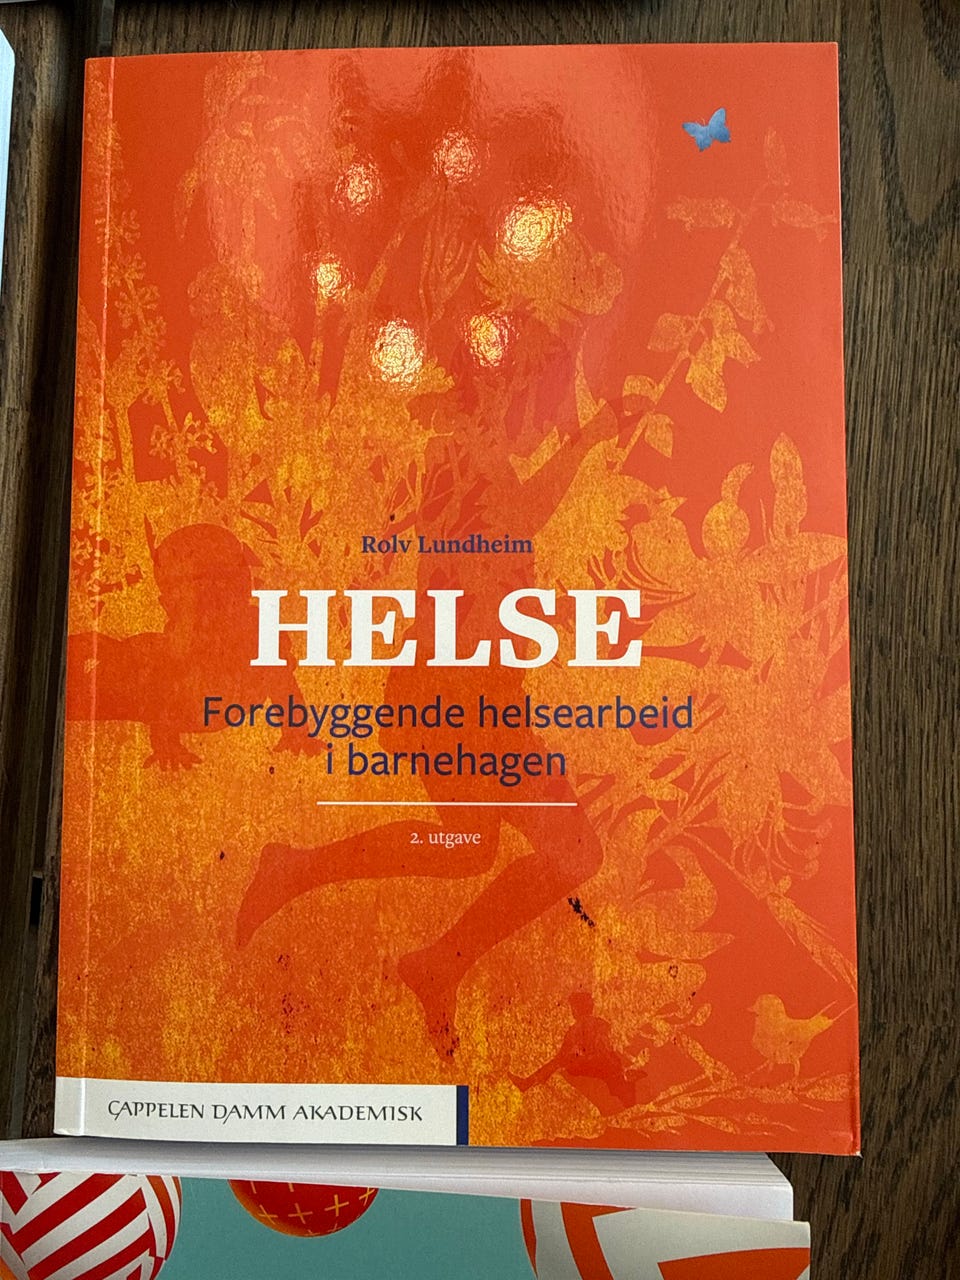 Rolv Lundheim
HELSE
Forebyggende helsearbeid
i barnehagen
2. utgave
CAPPELEN DAMM AKADEMISK